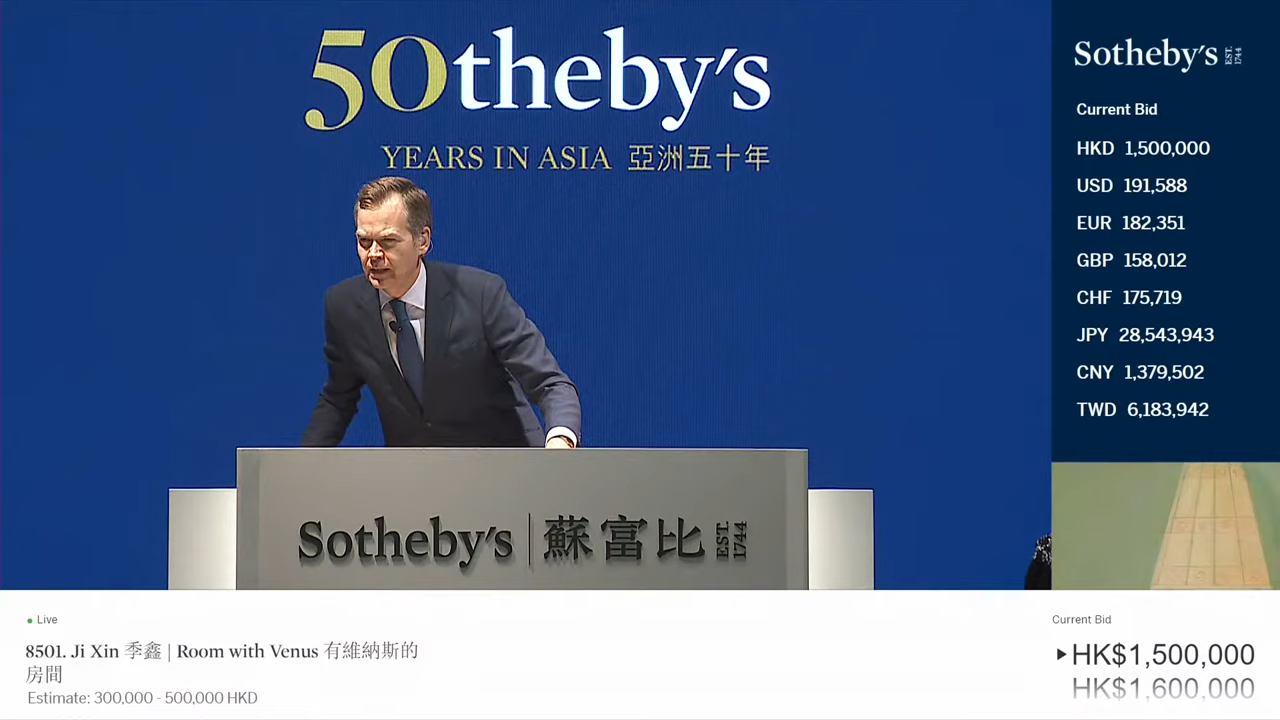 50theby's
YEARS IN ASIA 亞洲五十年
Sotheby's EST. 1744
Current Bid
HKD 1,500,000
USD 191,588
EUR 182,351
GBP 158,012
CHF 175,719
JPY 28,543,943
CNY 1,379,502
TWD 6,183,942
Sotheby's | 蘇富比 EST. 1744
Live
8501. Ji Xin 季鑫 | Room with Venus 有維納斯的
房間
Estimate: 300,000 - 500,000 HKD
Current Bid
HK$1,500,000
HK$1,600,000